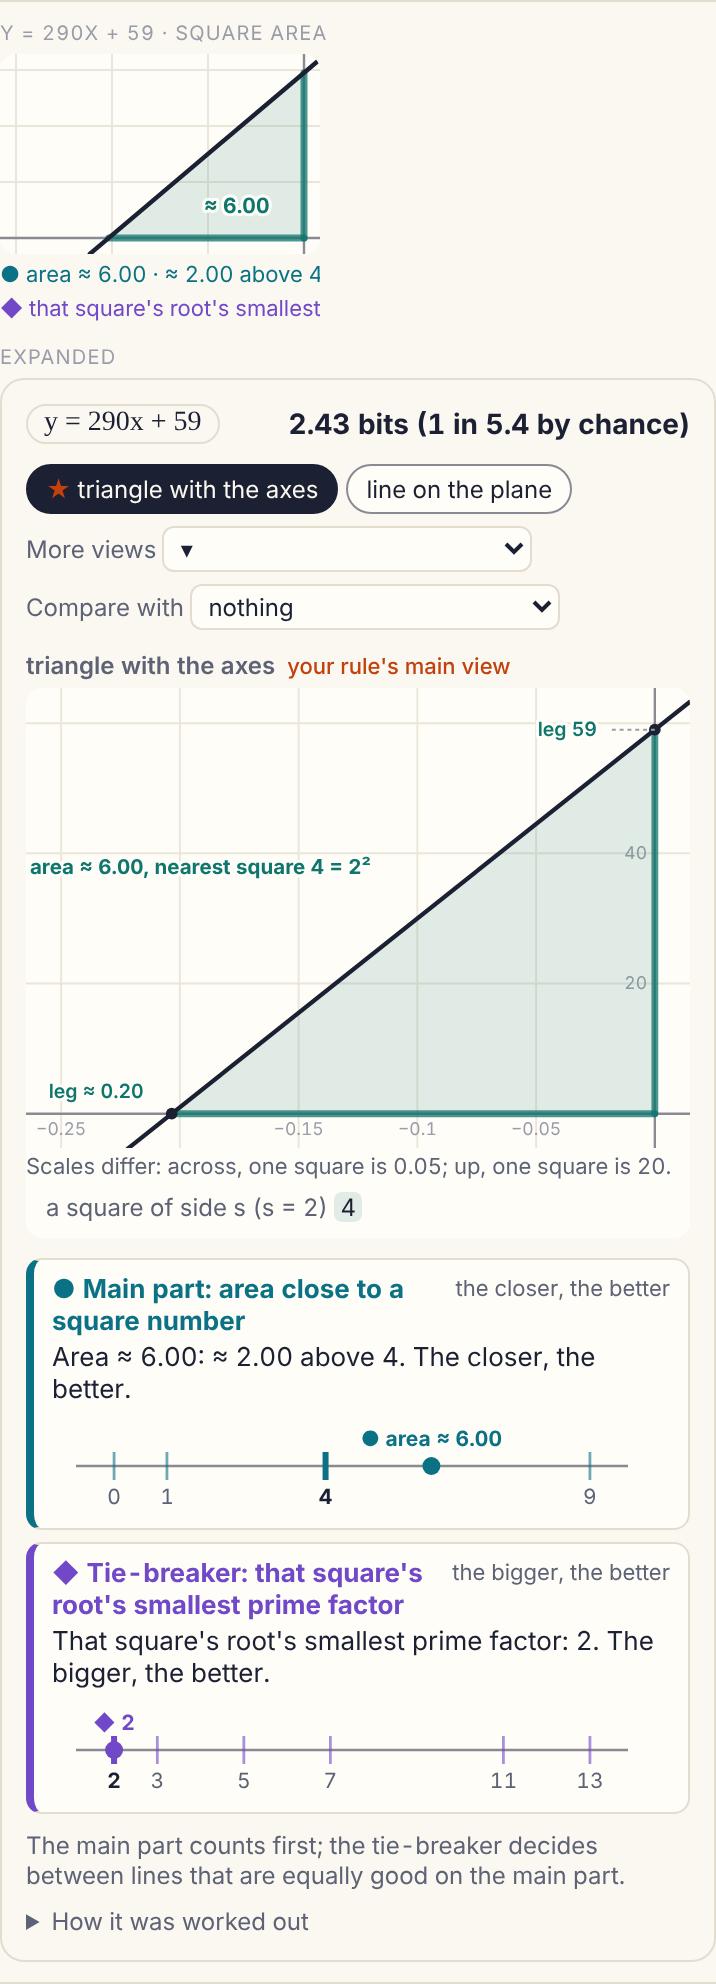 Y = 290X + 59 · SQUARE AREA
≈ 6.00
● area ≈ 6.00 · ≈ 2.00 above 4
◆ that square's root's smallest
EXPANDED
y = 290x + 59
2.43 bits (1 in 5.4 by chance)
★ triangle with the axes
line on the plane
More views ▾
Compare with nothing
triangle with the axes your rule's main view
leg 59
40
area ≈ 6.00, nearest square 4 = 2²
20
leg ≈ 0.20
−0.25 −0.15 −0.1 −0.05
Scales differ: across, one square is 0.05; up, one square is 20.
a square of side s (s = 2) 4
● Main part: area close to a
square number
the closer, the better
Area ≈ 6.00: ≈ 2.00 above 4. The closer, the
better.
● area ≈ 6.00
0 1 4 9
◆ Tie-breaker: that square's
root's smallest prime factor
the bigger, the better
That square's root's smallest prime factor: 2. The
bigger, the better.
◆ 2
2 3 5 7 11 13
The main part counts first; the tie-breaker decides
between lines that are equally good on the main part.
▶ How it was worked out